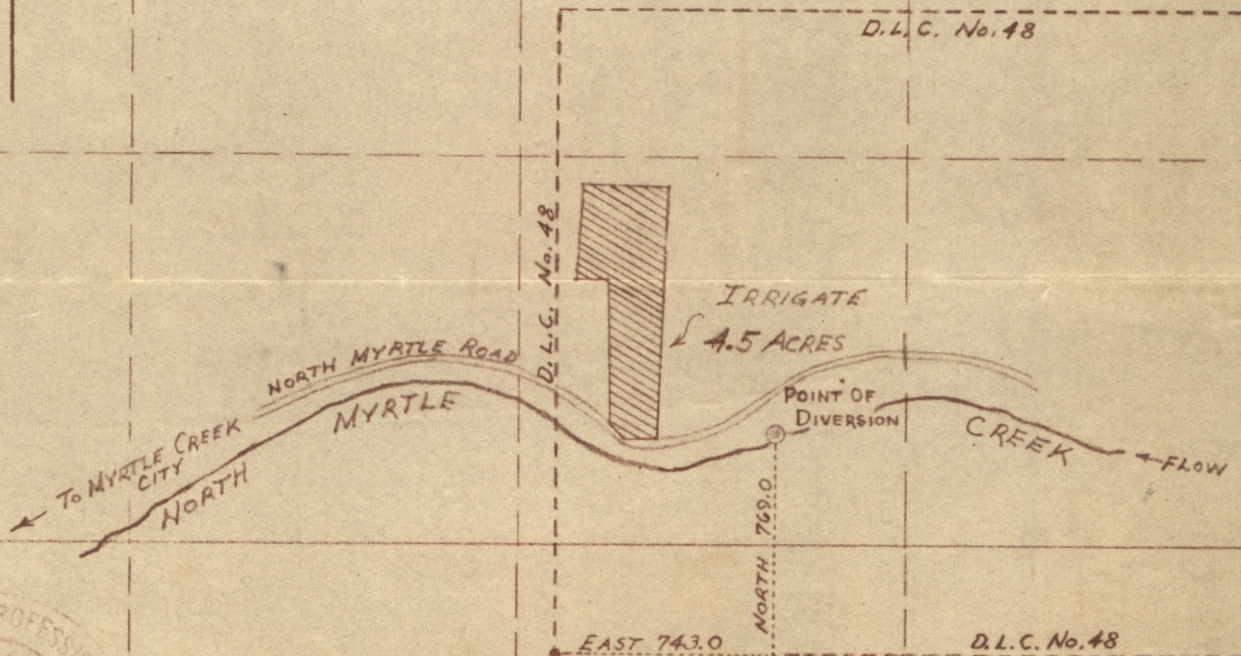 D.L.C. No. 48
D.L.C. No. 48
IRRIGATE
4.5 ACRES
NORTH MYRTLE ROAD
POINT OF
DIVERSION
MYRTLE
CREEK
FLOW
TO MYRTLE CREEK
CITY
NORTH
NORTH 769.0
EAST 743.0
D.L.C. No. 48